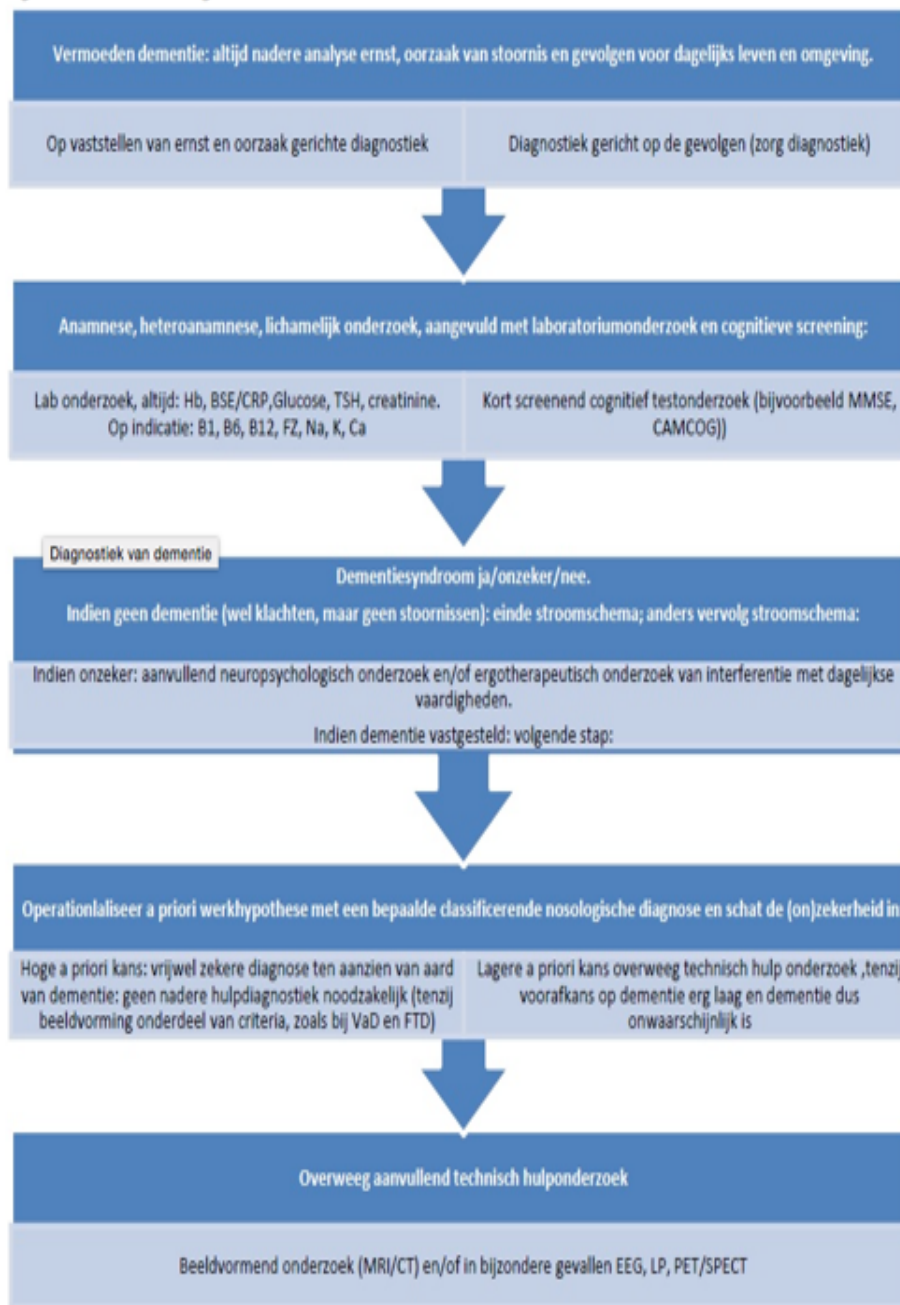 Vermoeden dementie: altijd nadere analyse ernst, oorzaak van stoornis en gevolgen voor dagelijks leven en omgeving.
Op vaststellen van ernst en oorzaak gerichte diagnostiek
Diagnostiek gericht op de gevolgen (zorg diagnostiek)
Anamnese, heteroanamnese, lichamelijk onderzoek, aangevuld met laboratoriumonderzoek en cognitieve screening:
Lab onderzoek, altijd: Hb, BSE/CRP,Glucose, TSH, creatinine.
Op indicatie: B1, B6, B12, FZ, Na, K, Ca
Kort screenend cognitief testonderzoek (bijvoorbeeld MMSE,
CAMCOG))
Diagnostiek van dementie
Dementiesyndroom ja/onzeker/nee.
Indien geen dementie (wel klachten, maar geen stoornissen): einde stroomschema; anders vervolg stroomschema:
Indien onzeker: aanvullend neuropsychologisch onderzoek en/of ergotherapeutisch onderzoek van interferentie met dagelijkse
vaardigheden.
Indien dementie vastgesteld: volgende stap:
Operationlaliseer a priori werkhypothese met een bepaalde classificerende nosologische diagnose en schat de (on)zekerheid in
Hoge a priori kans: vrijwel zekere diagnose ten aanzien van aard
van dementie: geen nadere hulpdiagnostiek noodzakelijk (tenzij
beeldvorming onderdeel van criteria, zoals bij VaD en FTD)
Lagere a priori kans overweeg technisch hulp onderzoek ,tenzij
voorafkans op dementie erg laag en dementie dus
onwaarschijnlijk is
Overweeg aanvullend technisch hulponderzoek
Beeldvormend onderzoek (MRI/CT) en/of in bijzondere gevallen EEG, LP, PET/SPECT